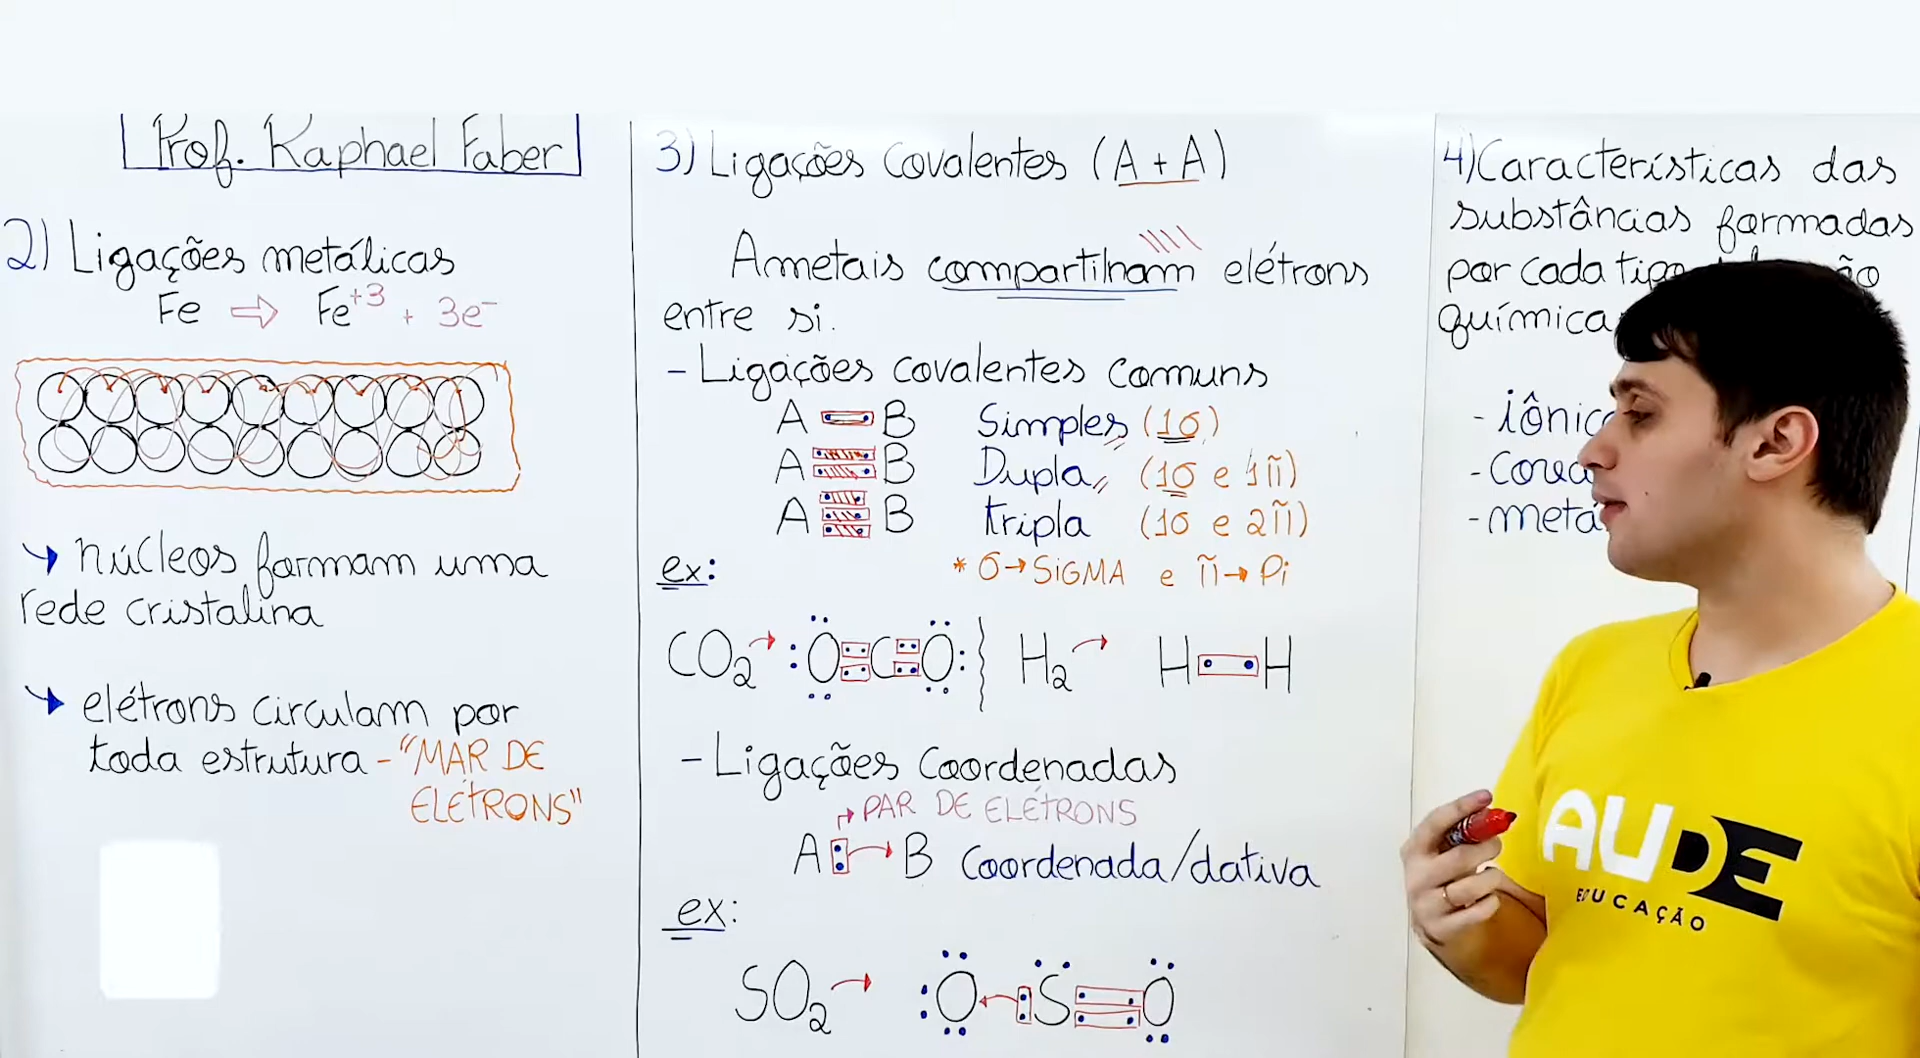 Prof. Raphael Faber
2) Ligações metálicas
Fe ⇨ Fe+3 + 3e-
→ núcleos formam uma
rede cristalina
→ elétrons circulam por
toda estrutura - "MAR DE
ELÉTRONS"
3) Ligações Covalentes (A + A)
Ametais compartilham elétrons
entre si.
- Ligações covalentes comuns
A B Simples (1σ)
A B Dupla (1σ e 1π)
A B tripla (1σ e 2π)
ex:
* σ → SIGMA e π → Pi
CO2 → :O C O: H2 → H H
- Ligações Coordenadas
→ PAR DE ELÉTRONS
A : → B Coordenada/dativa
ex:
SO2 → :O ← : S O
4) Características das
substâncias formadas
por cada tipo
química
- iônic
- cova
- metá
AUDE
EDUCAÇÃO